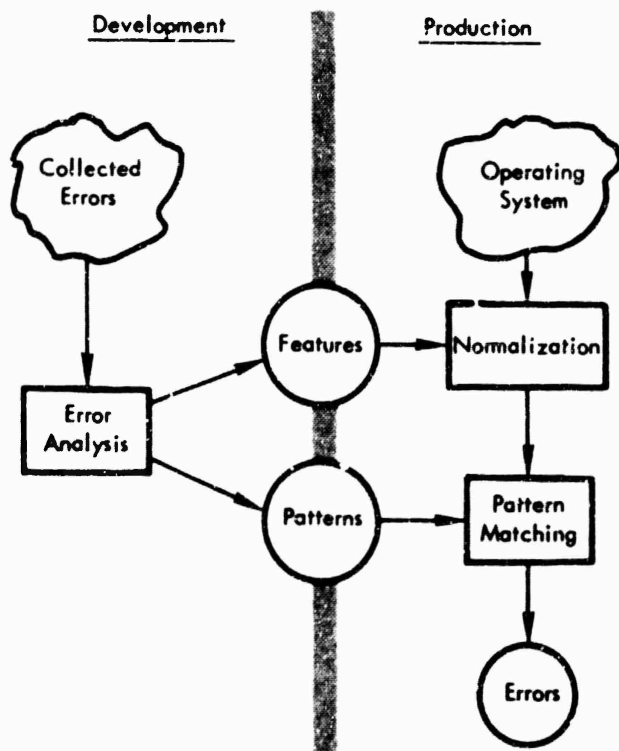 Development
Production
Collected
Errors
Operating
System
Features
Normalization
Error
Analysis
Patterns
Pattern
Matching
Errors